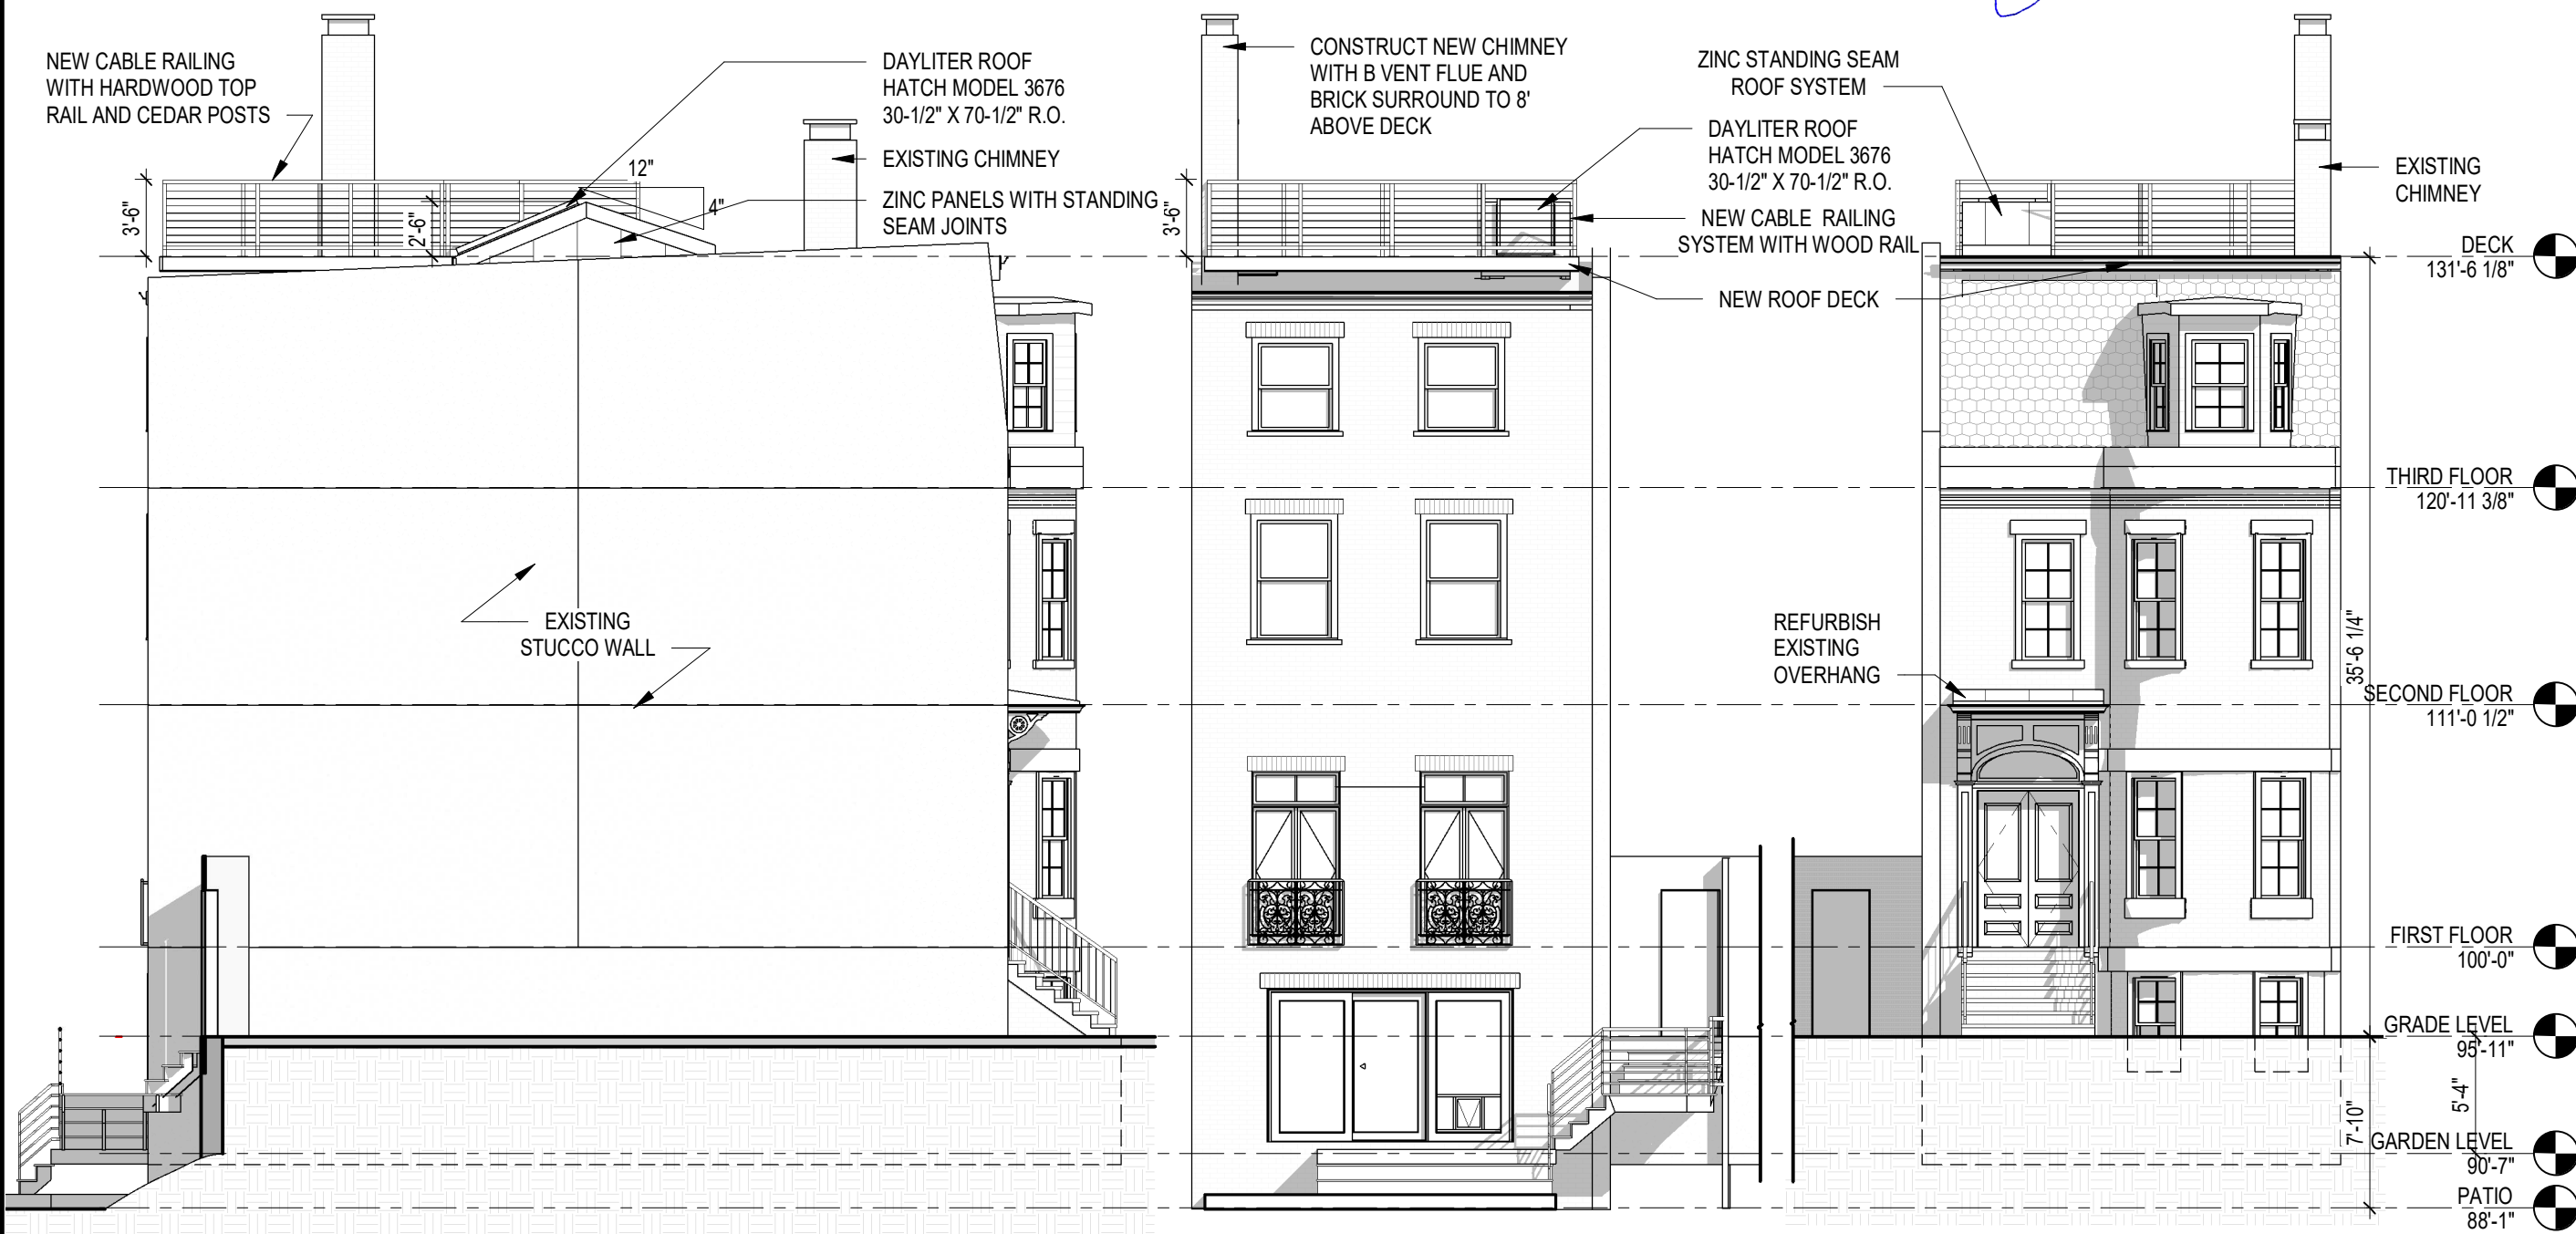 NEW CABLE RAILING
WITH HARDWOOD TOP
RAIL AND CEDAR POSTS
3'-6"
2'-6"
12"
4"
DAYLITER ROOF
HATCH MODEL 3676
30-1/2" X 70-1/2" R.O.
EXISTING CHIMNEY
ZINC PANELS WITH STANDING
SEAM JOINTS
EXISTING
STUCCO WALL
CONSTRUCT NEW CHIMNEY
WITH B VENT FLUE AND
BRICK SURROUND TO 8'
ABOVE DECK
3'-6"
ZINC STANDING SEAM
ROOF SYSTEM
DAYLITER ROOF
HATCH MODEL 3676
30-1/2" X 70-1/2" R.O.
NEW CABLE RAILING
SYSTEM WITH WOOD RAIL
NEW ROOF DECK
REFURBISH
EXISTING
OVERHANG
EXISTING
CHIMNEY
DECK
131'-6 1/8"
THIRD FLOOR
120'-11 3/8"
35'-6 1/4"
SECOND FLOOR
111'-0 1/2"
FIRST FLOOR
100'-0"
GRADE LEVEL
95'-11"
5'-4"
7'-10"
GARDEN LEVEL
90'-7"
PATIO
88'-1"